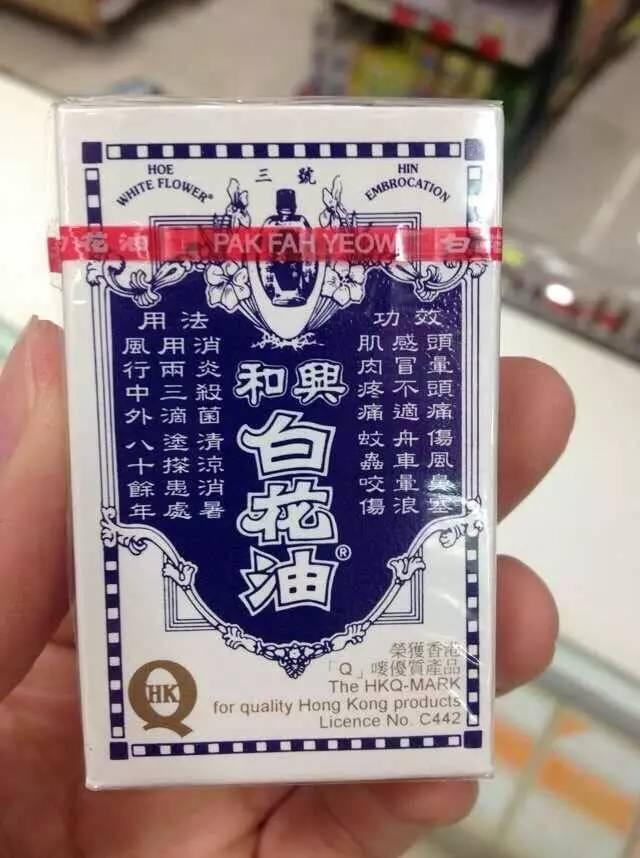 HOE
WHITE FLOWER®
三號
HIN
EMBROCATION
花油 PAK FAH YEOW 白花
功效
頭暈頭痛傷風鼻塞
感冒不適舟車暈浪
肌肉疼痛蚊蟲咬傷
和興
白花油®
用法
消炎殺菌清涼消暑
用兩三滴塗搽患處
風行中外八十餘年
HK
Q
榮獲香港
「Q」嘜優質產品
The HKQ-MARK
for quality Hong Kong products
Licence No. C442